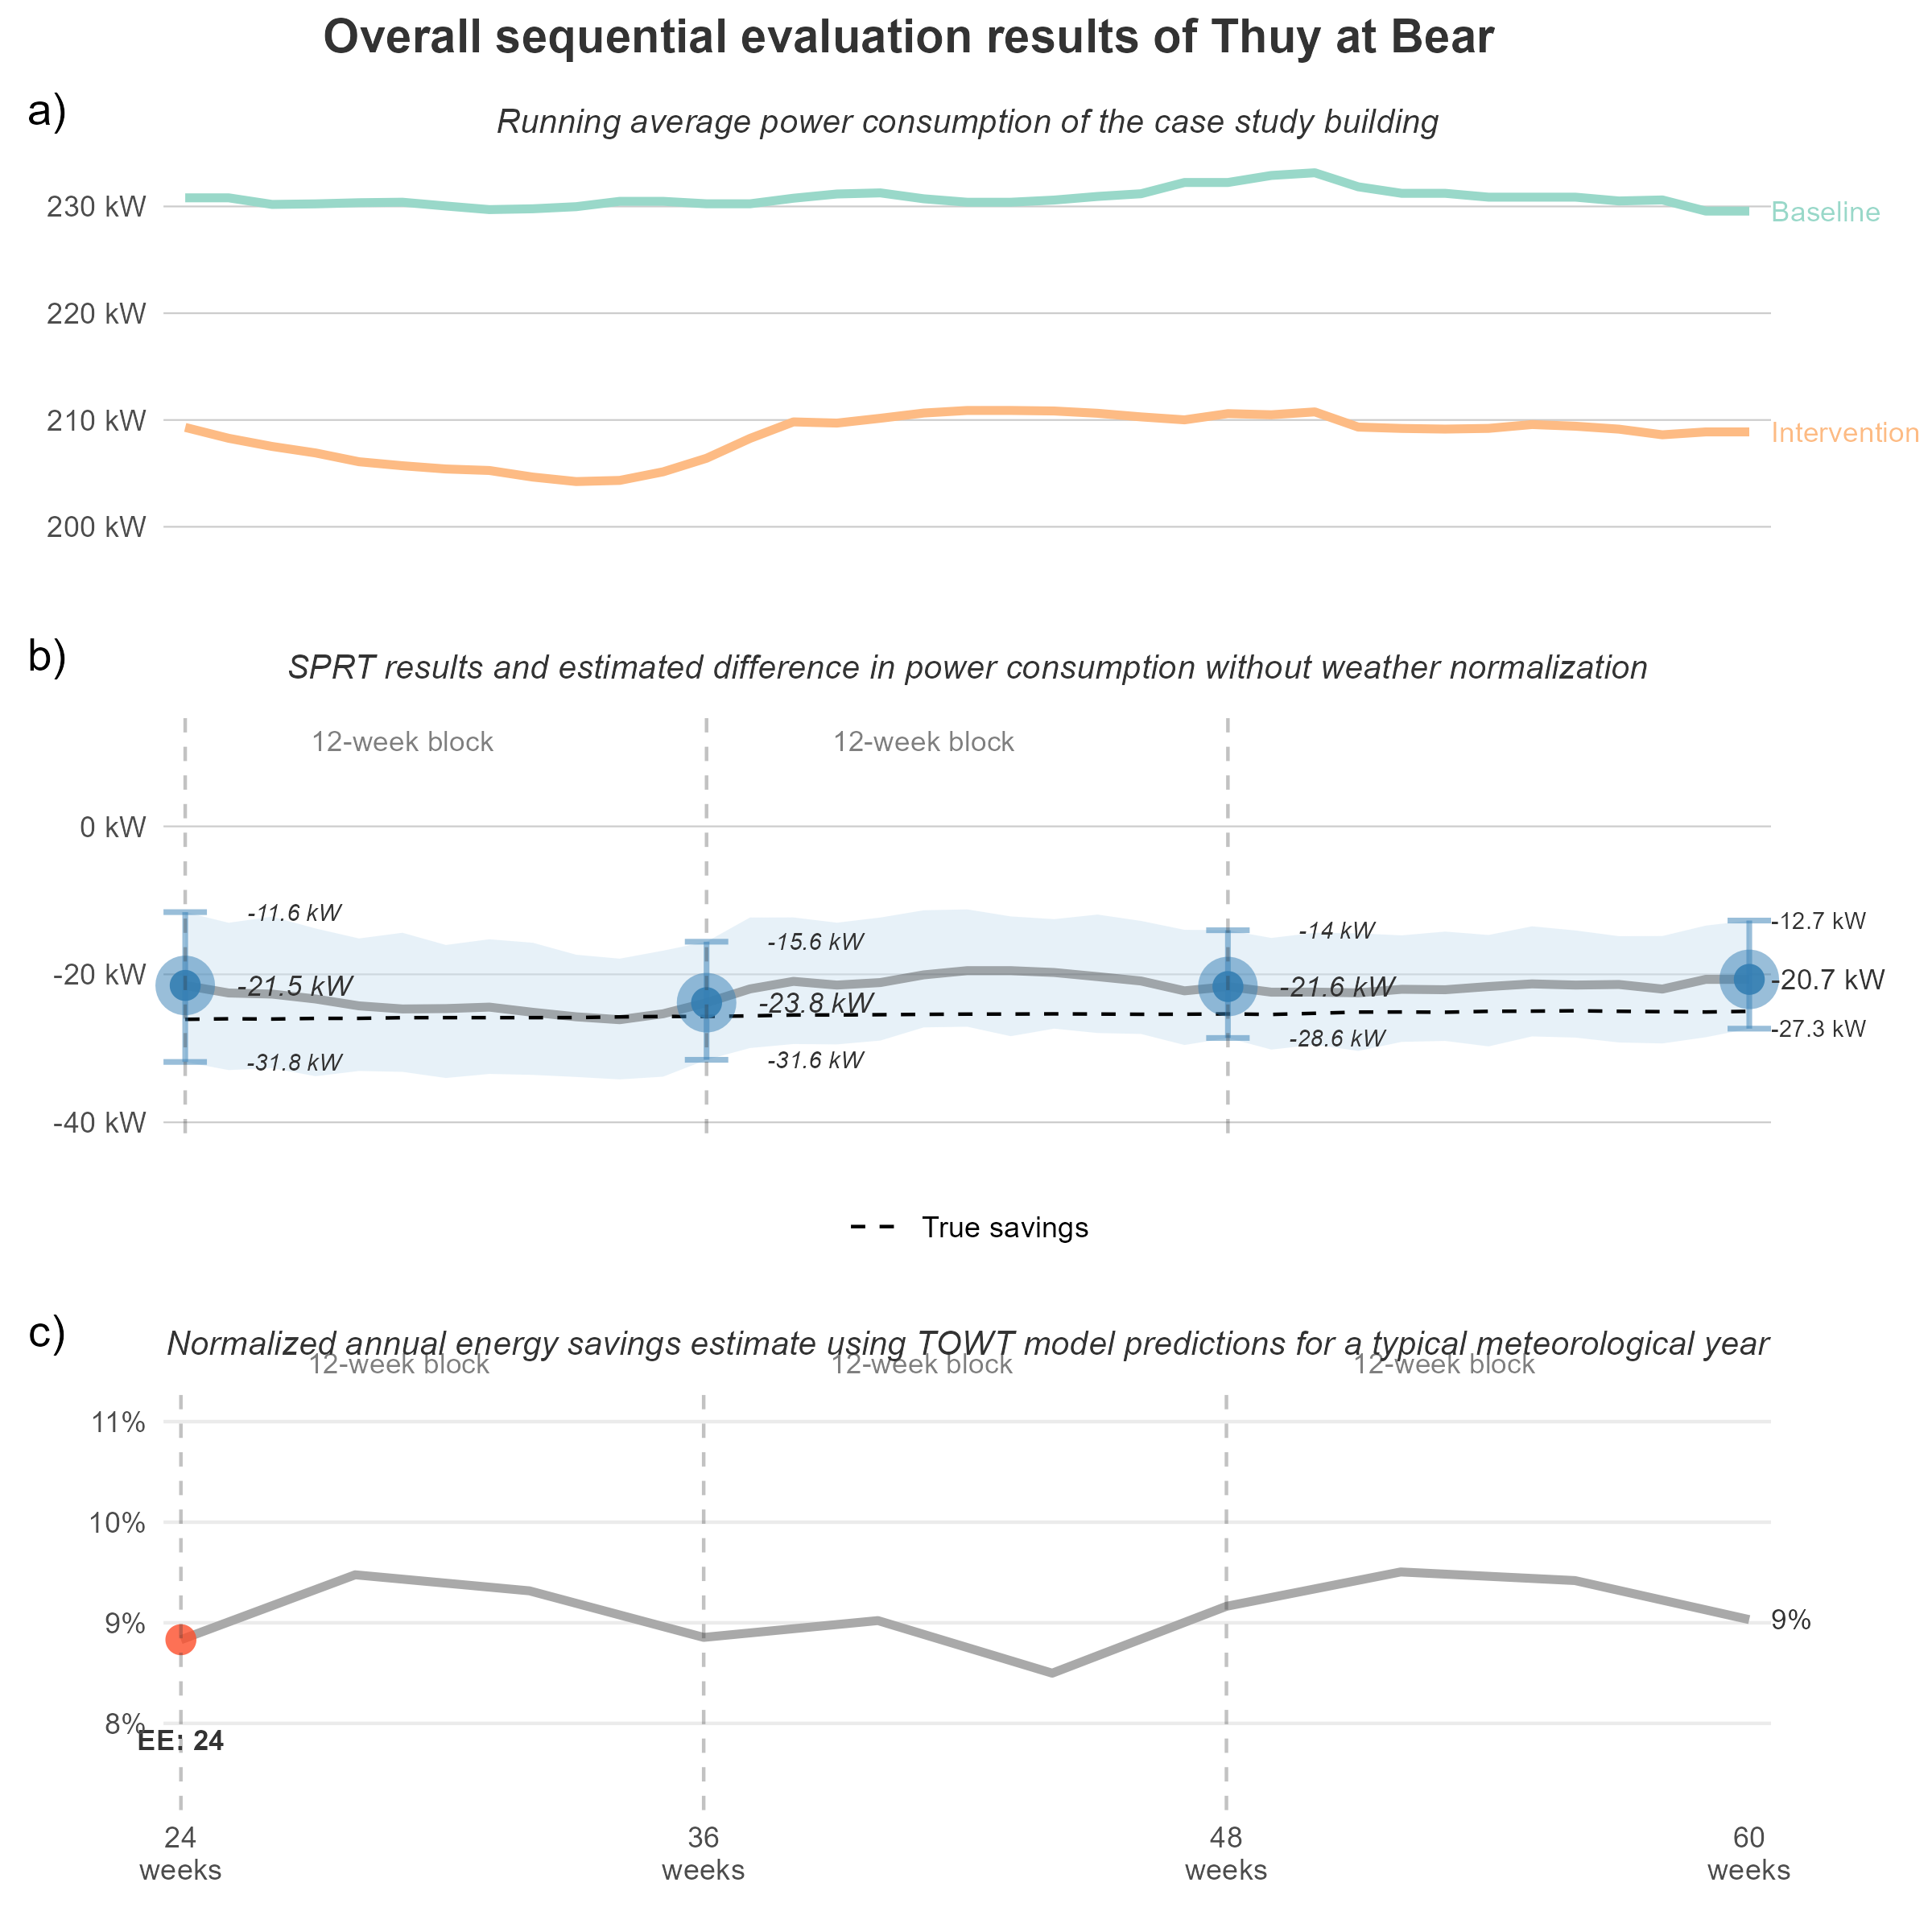 Overall sequential evaluation results of Thuy at Bear
a)
Running average power consumption of the case study building
230 kW
Baseline
220 kW
210 kW
Intervention
200 kW
b)
SPRT results and estimated difference in power consumption without weather normalization
12-week block
12-week block
0 kW
-11.6 kW
-15.6 kW
-14 kW
-12.7 kW
-20 kW
-21.5 kW
-23.8 kW
-21.6 kW
-20.7 kW
-31.8 kW
-31.6 kW
-28.6 kW
-27.3 kW
-40 kW
True savings
c)
Normalized annual energy savings estimate using TOWT model predictions for a typical meteorological year
12-week block
12-week block
12-week block
11%
10%
9%
9%
8%
EE: 24
24
weeks
36
weeks
48
weeks
60
weeks